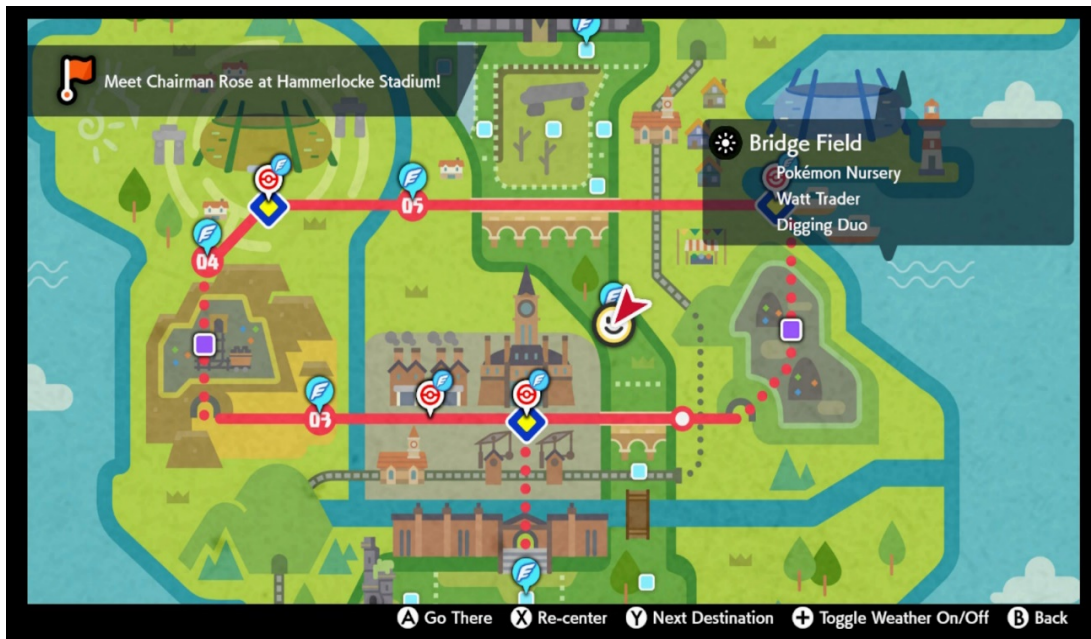 Meet Chairman Rose at Hammerlocke Stadium!
Bridge Field
Pokémon Nursery
Watt Trader
Digging Duo
05
04
03
A Go There X Re-center Y Next Destination + Toggle Weather On/Off B Back